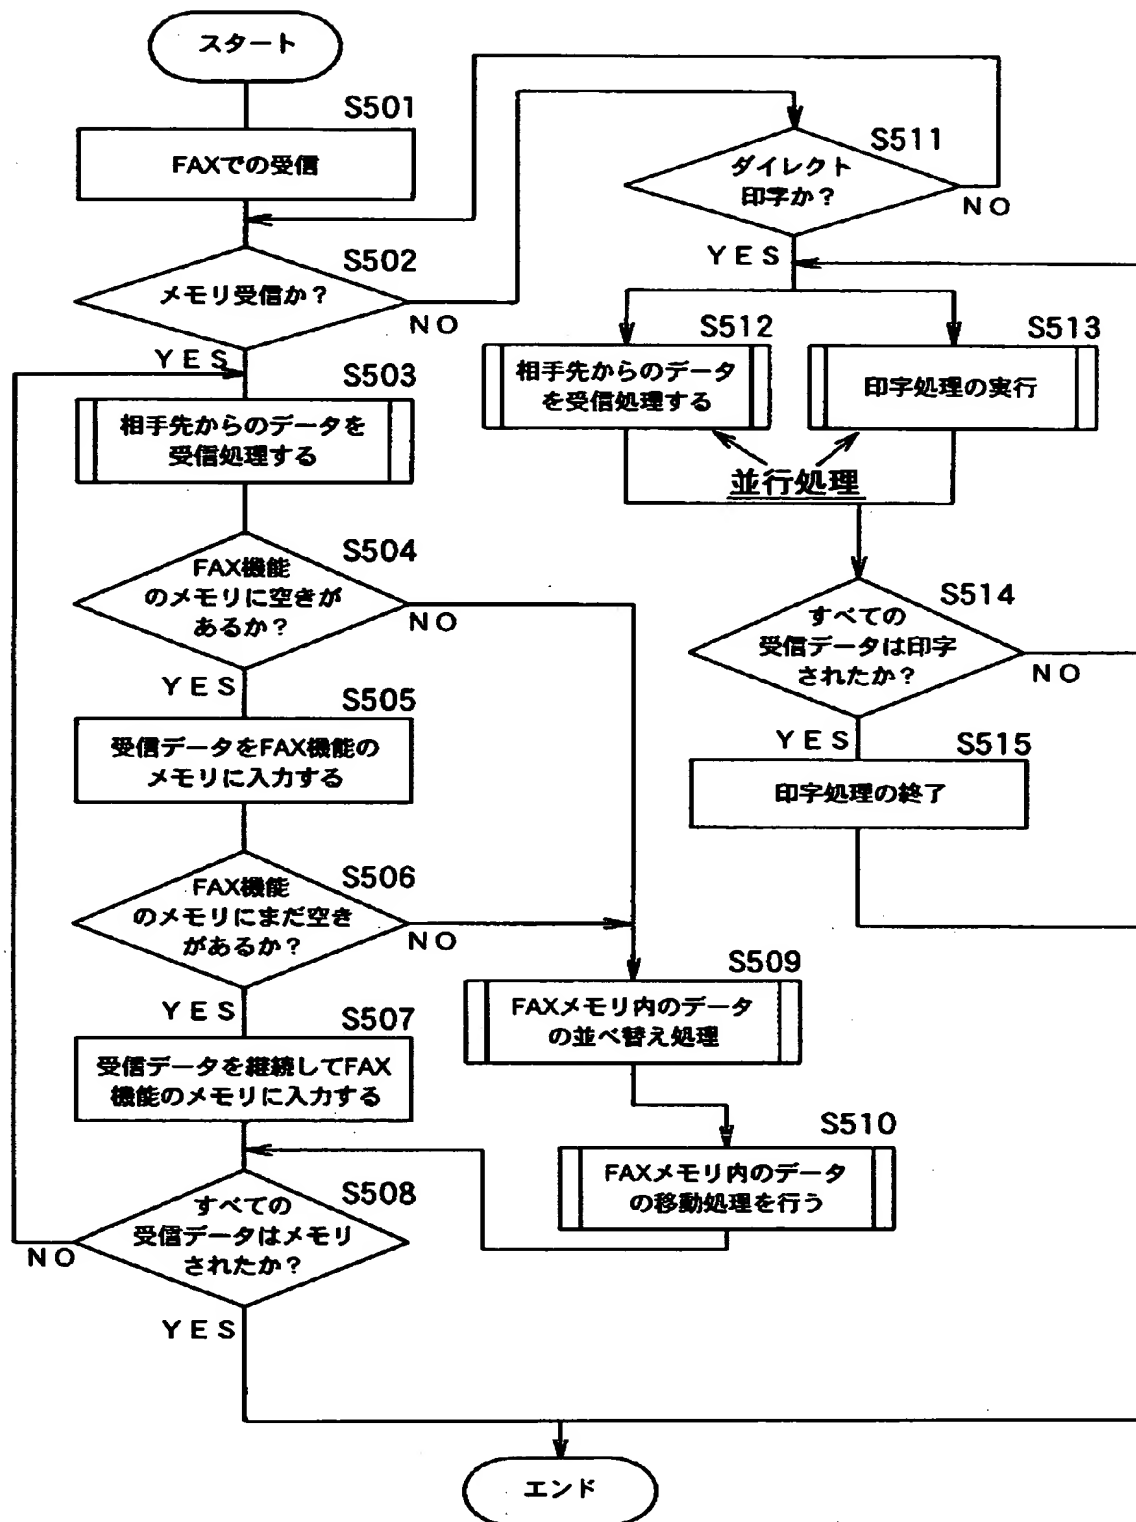 スタート
S501
FAXでの受信
S502
メモリ受信か？
NO
YES
S503
相手先からのデータを
受信処理する
S504
FAX機能
のメモリに空きが
あるか？
NO
YES
S505
受信データをFAX機能の
メモリに入力する
S506
FAX機能
のメモリにまだ空き
があるか？
NO
YES
S507
受信データを継続してFAX
機能のメモリに入力する
S508
すべての
受信データはメモリ
されたか？
NO
YES
S509
FAXメモリ内のデータ
の並べ替え処理
S510
FAXメモリ内のデータ
の移動処理を行う
S511
ダイレクト
印字か？
NO
YES
S512
相手先からのデータ
を受信処理する
S513
印字処理の実行
並行処理
S514
すべての
受信データは印字
されたか？
NO
YES
S515
印字処理の終了
エンド